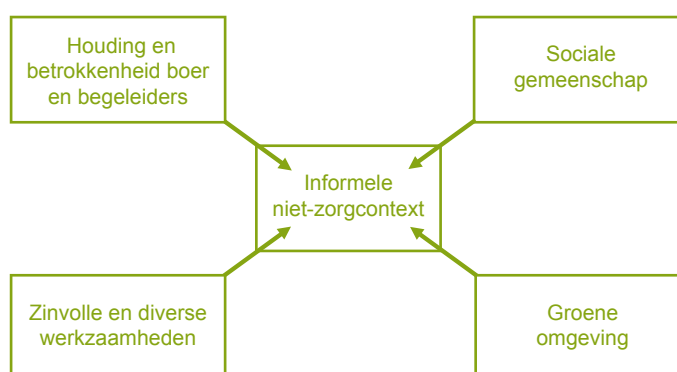 Houding en
betrokkenheid boer
en begeleiders
Sociale
gemeenschap
Informele
niet-zorgcontext
Zinvolle en diverse
werkzaamheden
Groene
omgeving